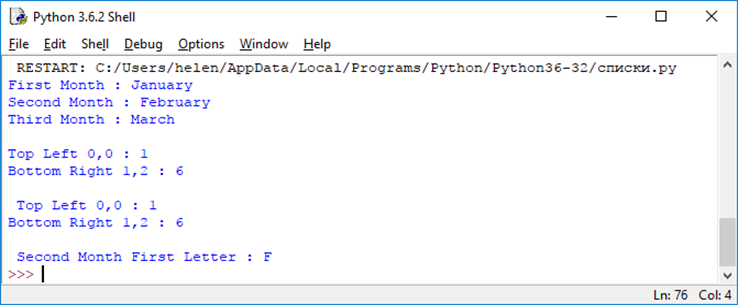 Python 3.6.2 Shell
File Edit Shell Debug Options Window Help
RESTART: C:/Users/helen/AppData/Local/Programs/Python/Python36-32/списки.py
First Month : January
Second Month : February
Third Month : March
Top Left 0,0 : 1
Bottom Right 1,2 : 6
Top Left 0,0 : 1
Bottom Right 1,2 : 6
Second Month First Letter : F
>>>
Ln: 76 Col: 4